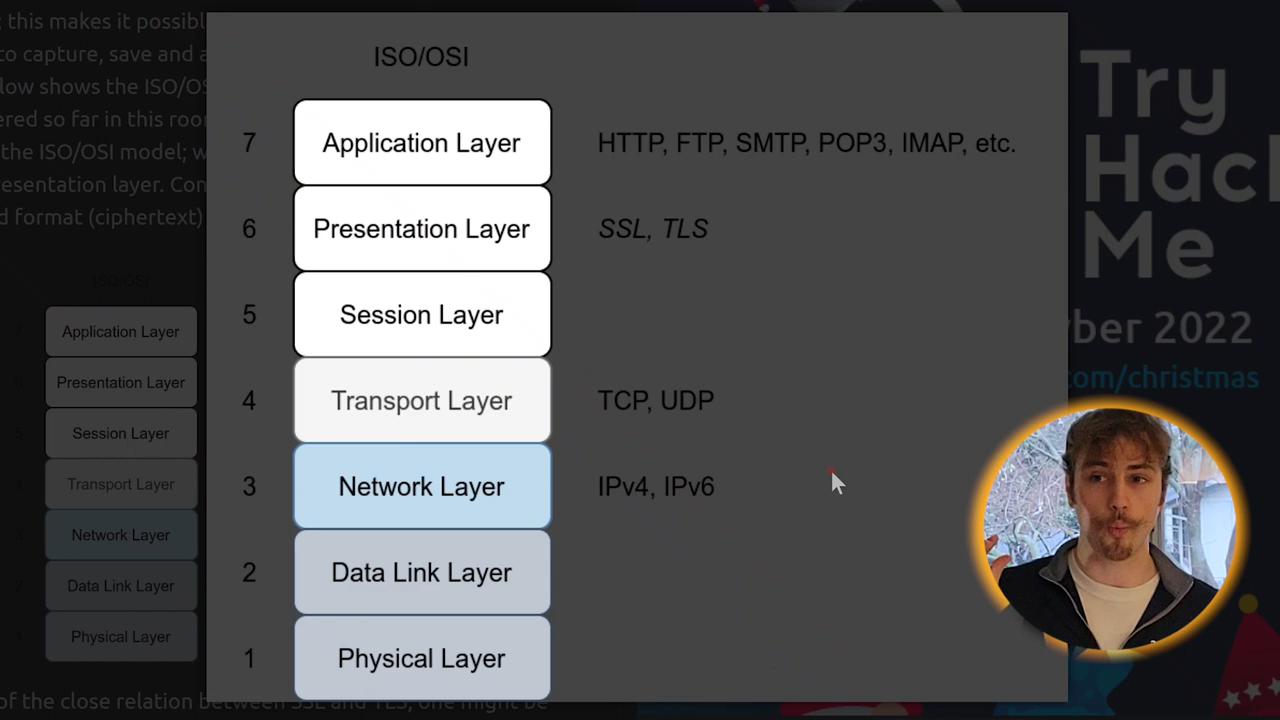 ; this makes it possibl
to capture, save and a
low shows the ISO/OS
ered so far in this roo
the ISO/OSI model; w
resentation layer. Con
d format (ciphertext)
ISO/OSI
Application Layer
Presentation Layer
Session Layer
Transport Layer
Network Layer
Data Link Layer
Physical Layer
of the close relation between SSL and TLS, one might be
ISO/OSI
7 Application Layer HTTP, FTP, SMTP, POP3, IMAP, etc.
6 Presentation Layer SSL, TLS
5 Session Layer
4 Transport Layer TCP, UDP
3 Network Layer IPv4, IPv6
2 Data Link Layer
1 Physical Layer
Try
Hack
Me
yber 2022
com/christmas